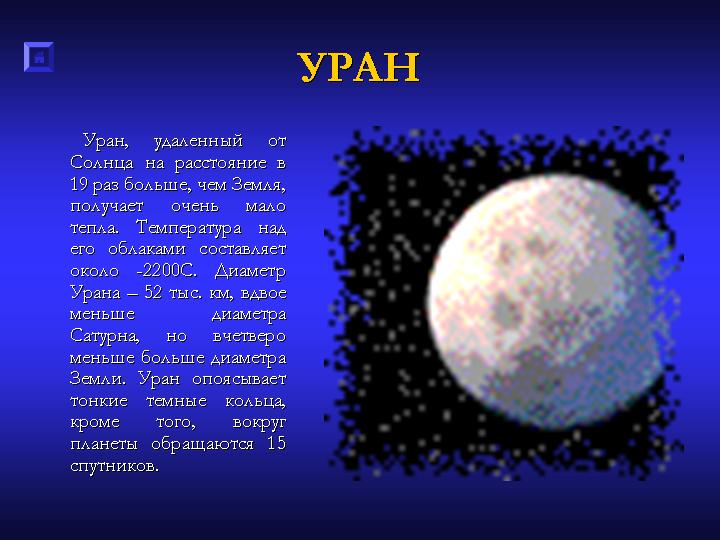 УРАН
Уран, удаленный от
Солнца на расстояние в
19 раз больше, чем Земля,
получает очень мало
тепла. Температура над
его облаками составляет
около -2200С. Диаметр
Урана – 52 тыс. км, вдвое
меньше диаметра
Сатурна, но вчетверо
меньше больше диаметра
Земли. Уран опоясывает
тонкие темные кольца,
кроме того, вокруг
планеты обращаются 15
спутников.